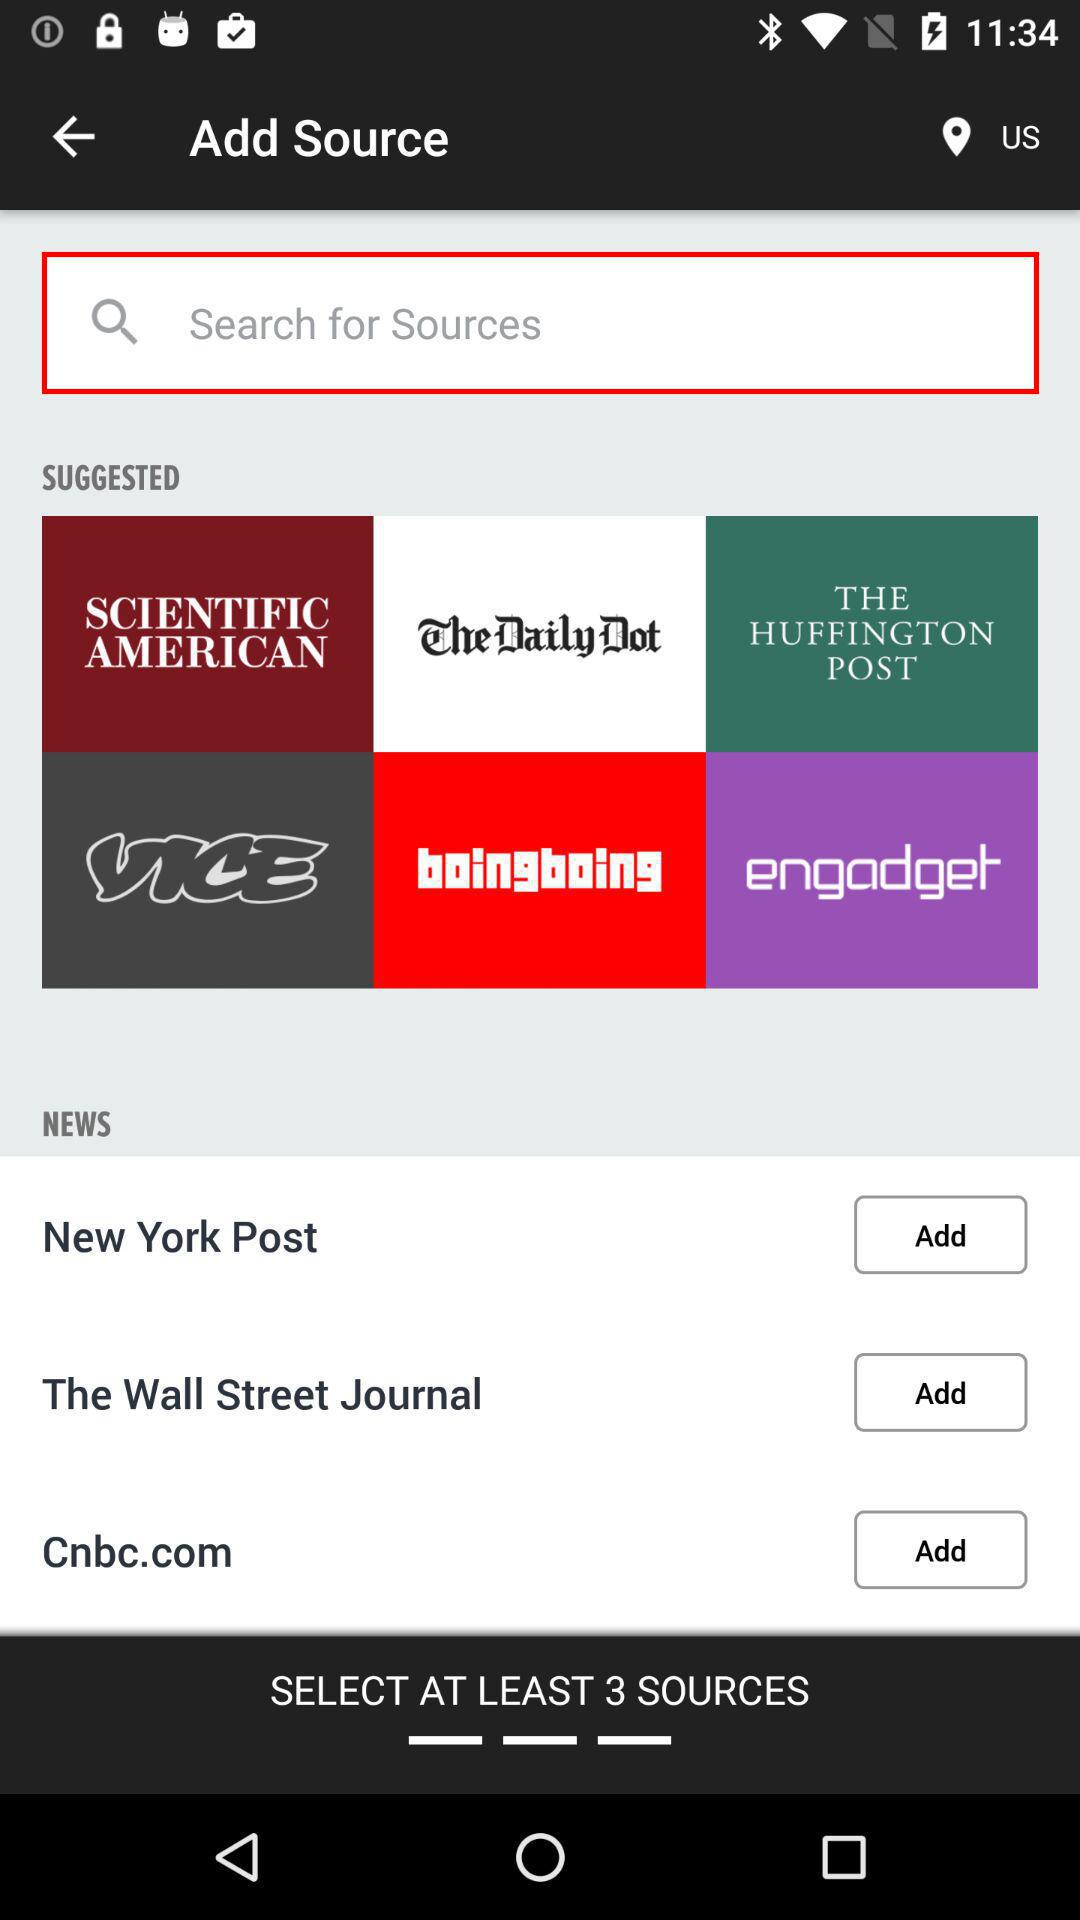 11:34
Add Source
US
Search for Sources
SUGGESTED
SCIENTIFIC
AMERICAN
The Daily Dot
THE
HUFFINGTON
POST
VICE
boingboing
engadget
NEWS
New York Post
Add
The Wall Street Journal
Add
Cnbc.com
Add
SELECT AT LEAST 3 SOURCES